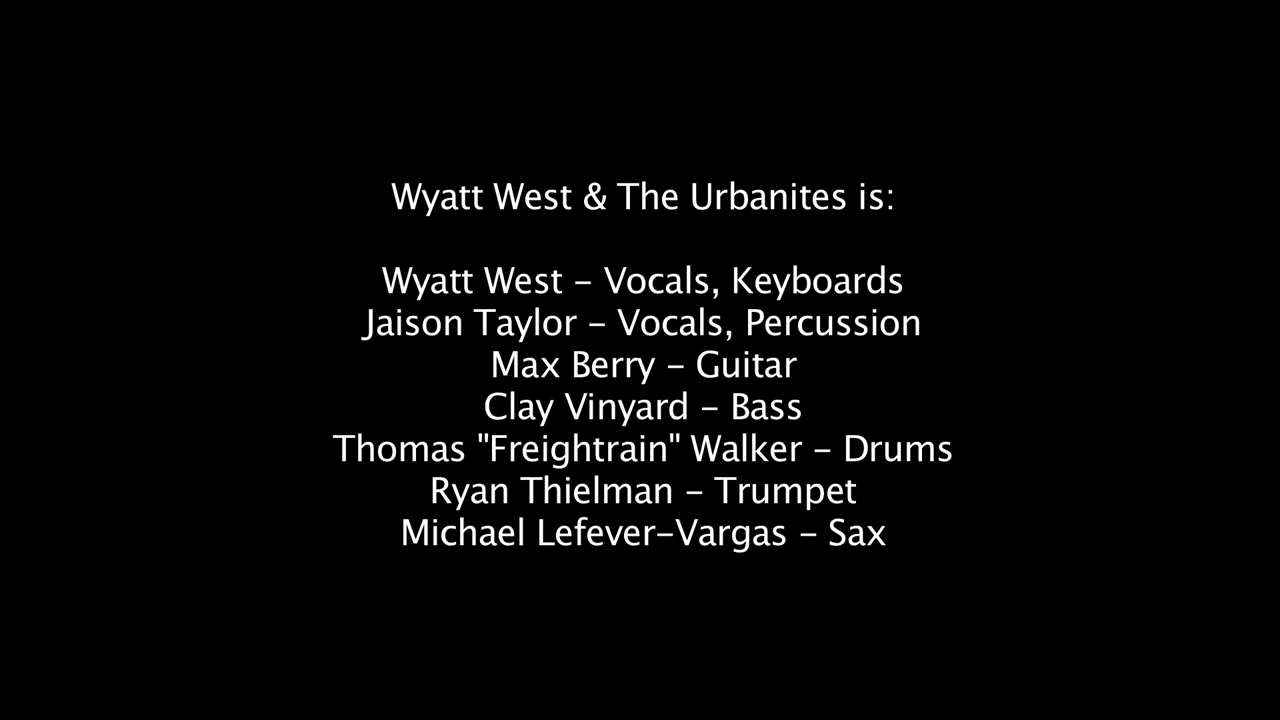 Wyatt West & The Urbanites is:
Wyatt West – Vocals, Keyboards
Jaison Taylor – Vocals, Percussion
Max Berry – Guitar
Clay Vinyard – Bass
Thomas "Freightrain" Walker – Drums
Ryan Thielman – Trumpet
Michael Lefever–Vargas – Sax